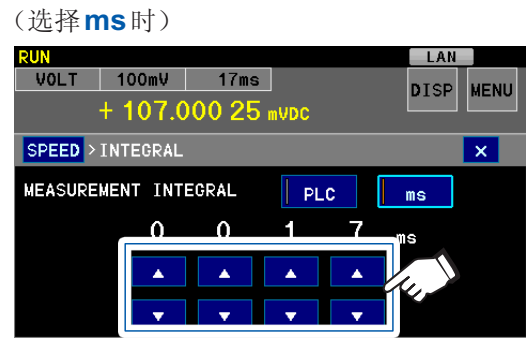 （选择ms时）
RUN LAN
VOLT 100mV 17ms DISP MENU
+ 107.000 25 mVDC
SPEED > INTEGRAL ×
MEASUREMENT INTEGRAL PLC ms
0 0 1 7 ms
▲ ▲ ▲ ▲
▼ ▼ ▼ ▼